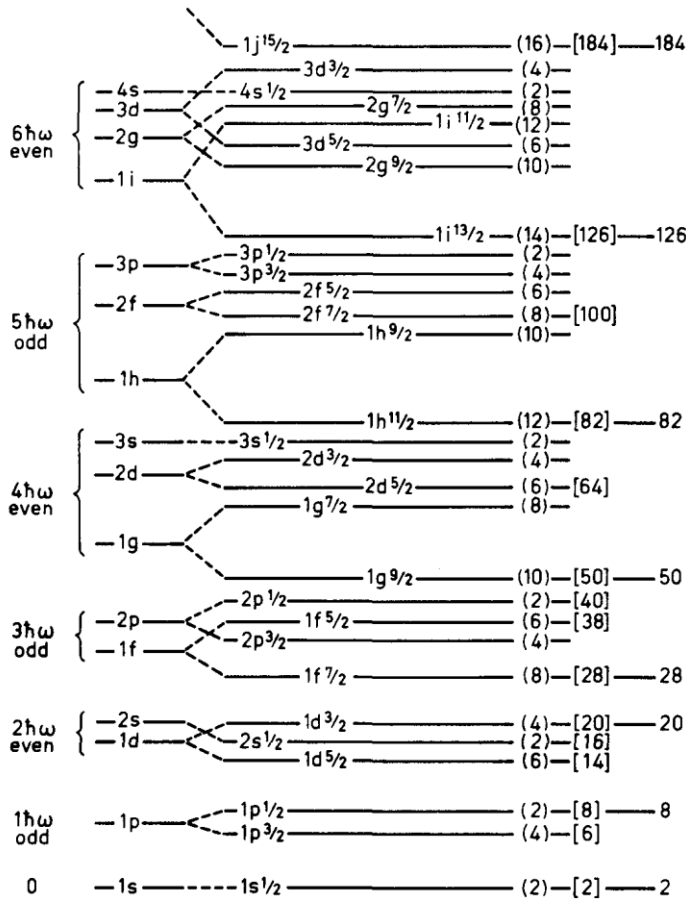 1j15/2 (16) [184] 184
3d3/2 (4)
4s 4s1/2 (2)
3d 2g7/2 (8)
6ħω 1i11/2 (12)
2g 3d5/2 (6)
even 2g9/2 (10)
1i
1i13/2 (14) [126] 126
3p1/2 (2)
3p 3p3/2 (4)
2f5/2 (6)
2f 2f7/2 (8) [100]
5ħω 1h9/2 (10)
odd
1h
1h11/2 (12) [82] 82
3s 3s1/2 (2)
2d3/2 (4)
2d 2d5/2 (6) [64]
4ħω 1g7/2 (8)
even
1g
1g9/2 (10) [50] 50
2p1/2 (2) [40]
3ħω 2p 1f5/2 (6) [38]
odd 1f 2p3/2 (4)
1f7/2 (8) [28] 28
2ħω 2s 1d3/2 (4) [20] 20
even 1d 2s1/2 (2) [16]
1d5/2 (6) [14]
1ħω 1p1/2 (2) [8] 8
odd 1p 1p3/2 (4) [6]
0 1s 1s1/2 (2) [2] 2